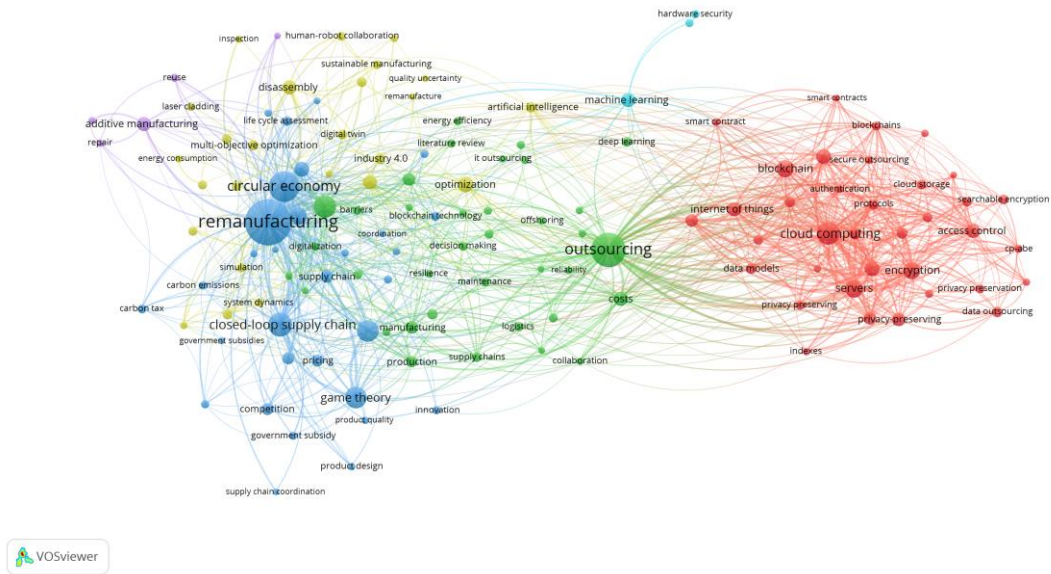 hardware security
inspection
human-robot collaboration
sustainable manufacturing
reuse
quality uncertainty
disassembly
remanufacture
machine learning
smart contracts
laser cladding
artificial intelligence
life cycle assessment
energy efficiency
smart contract
additive manufacturing
blockchains
digital twin
repair
multi-objective optimization
literature review
deep learning
energy consumption
industry 4.0
it outsourcing
secure outsourcing
blockchain
circular economy
optimization
cloud storage
authentication
searchable encryption
protocols
barriers
internet of things
blockchain technology
remanufacturing
offshoring
access control
coordination
cloud computing
digitalization
decision making
outsourcing
cp-abe
simulation
reliability
data models
encryption
supply chain
resilience
carbon emissions
maintenance
servers
privacy preservation
system dynamics
costs
carbon tax
privacy preserving
data outsourcing
closed-loop supply chain
manufacturing
logistics
privacy-preserving
government subsidies
indexes
pricing
production
supply chains
collaboration
game theory
competition
innovation
product quality
government subsidy
product design
supply chain coordination
VOSviewer